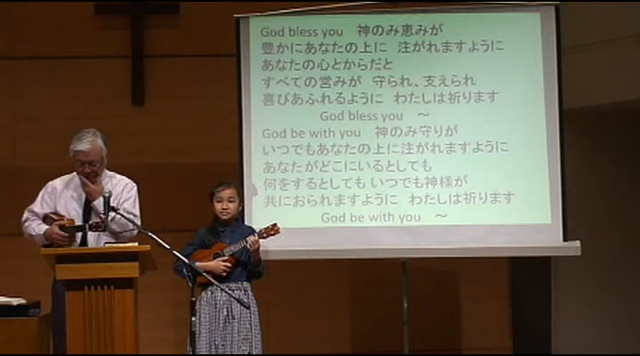 God bless you　神のみ恵みが
豊かにあなたの上に　注がれますように
あなたの心とからだと
すべての営みが　守られ、支えられ
喜びあふれるように　わたしは祈ります
God bless you　～
God be with you　神のみ守りが
いつでもあなたの上に注がれますように
あなたがどこにいるとしても
何をするとしても いつでも神様が
共におられますように　わたしは祈ります
God be with you　～